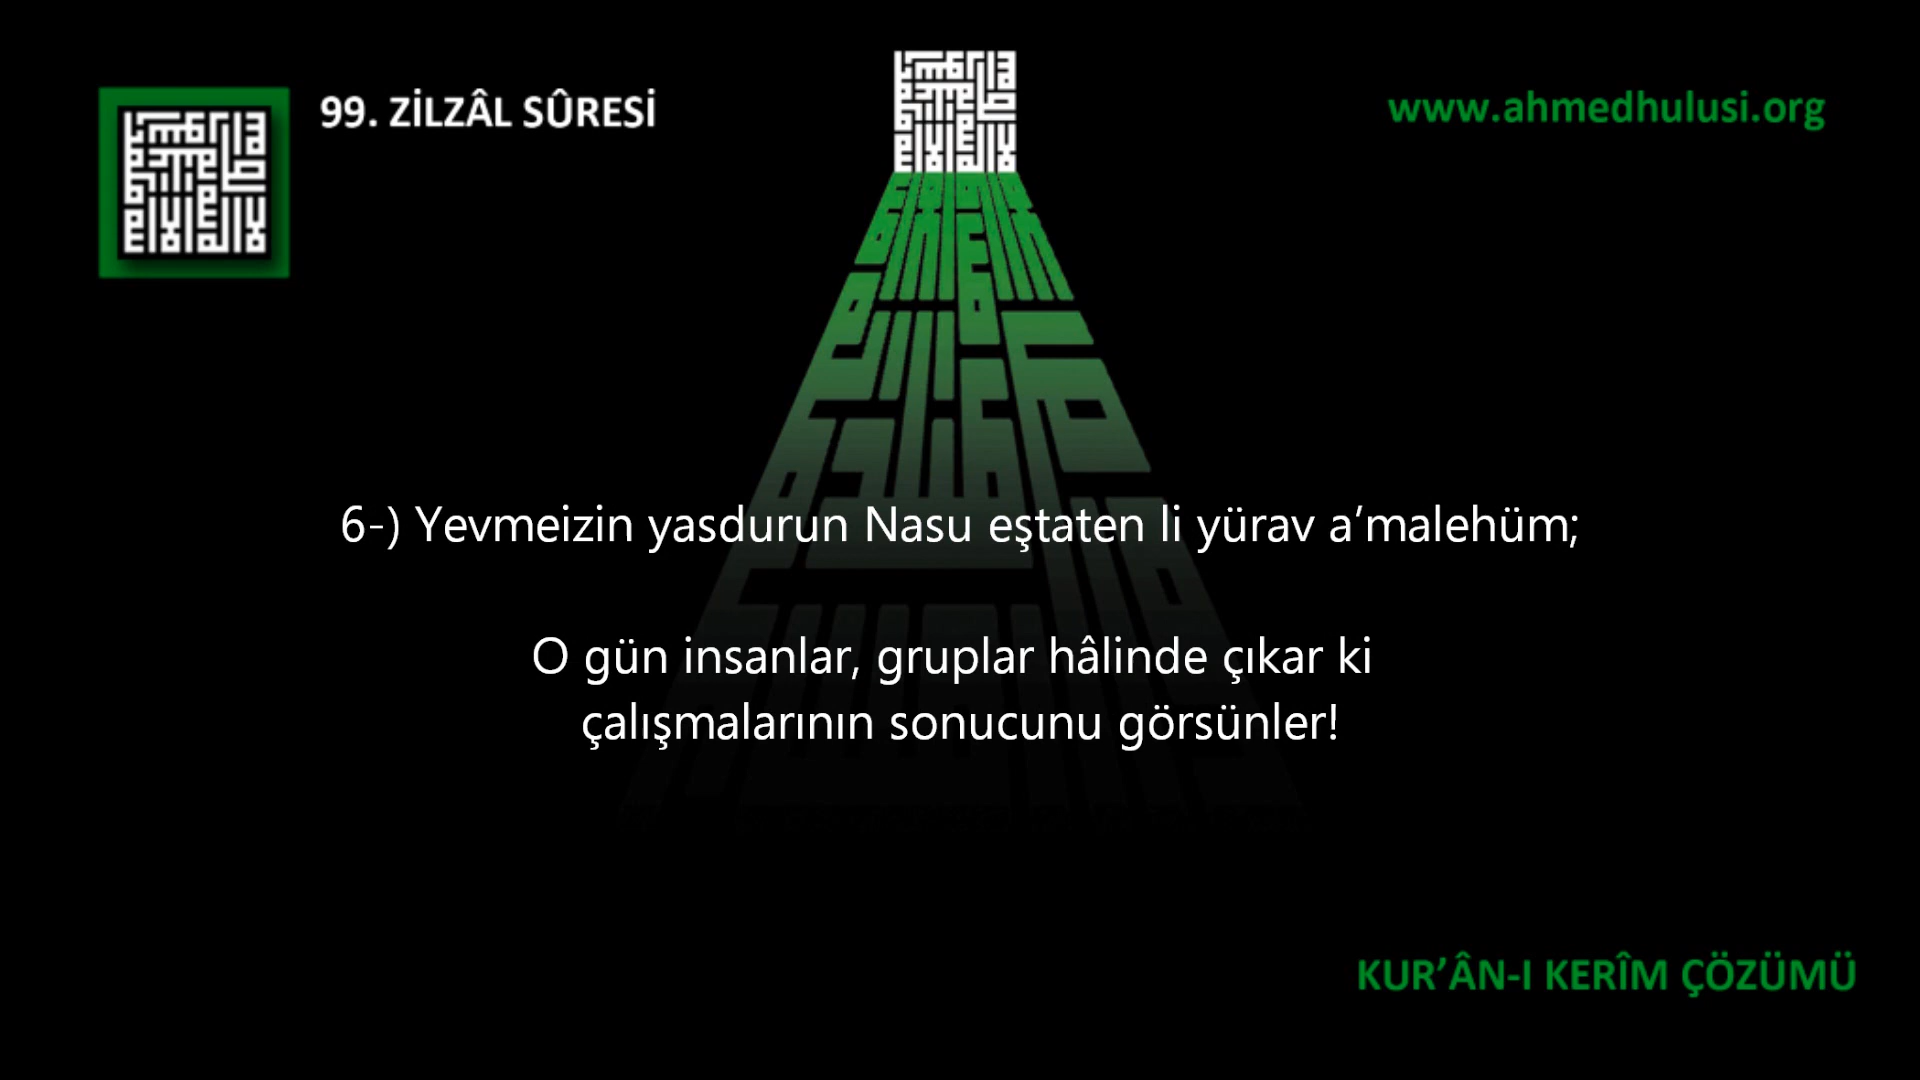 99. ZİLZÂL SÛRESİ
www.ahmedhulusi.org
6-) Yevmeizin yasdurun Nasu eştaten li yürav a’malehüm;
O gün insanlar, gruplar hâlinde çıkar ki
çalışmalarının sonucunu görsünler!
KUR’ÂN-I KERÎM ÇÖZÜMÜ